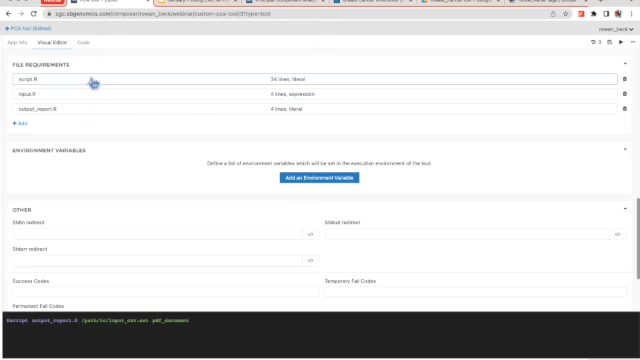 cgc.sbgenomics.com/composer/rowan_beck/webinar/custom-pca-tool/3?type=tool
PCA tool (Edited)
rowan_beck
App Info Visual Editor Code
3
FILE REQUIREMENTS
script.R 34 lines, literal
input.R 4 lines, expression
output_report.R 4 lines, literal
+ Add
ENVIRONMENT VARIABLES
Define a list of environment variables which will be set in the execution environment of the tool.
Add an Environment Variable
OTHER
Stdin redirect Stdout redirect
</> </>
Stderr redirect
</>
Success Codes Temporary Fail Codes
Permanent Fail Codes
Rscript output_report.R /path/to/input_csv.ext pdf_document